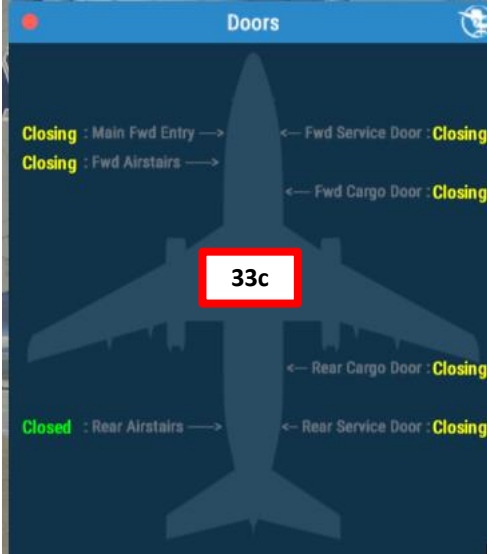 Doors
Closing : Main Fwd Entry —> <— Fwd Service Door : Closing
Closing : Fwd Airstairs —>
<— Fwd Cargo Door : Closing
33c
<— Rear Cargo Door : Closing
Closed : Rear Airstairs —> <— Rear Service Door : Closing